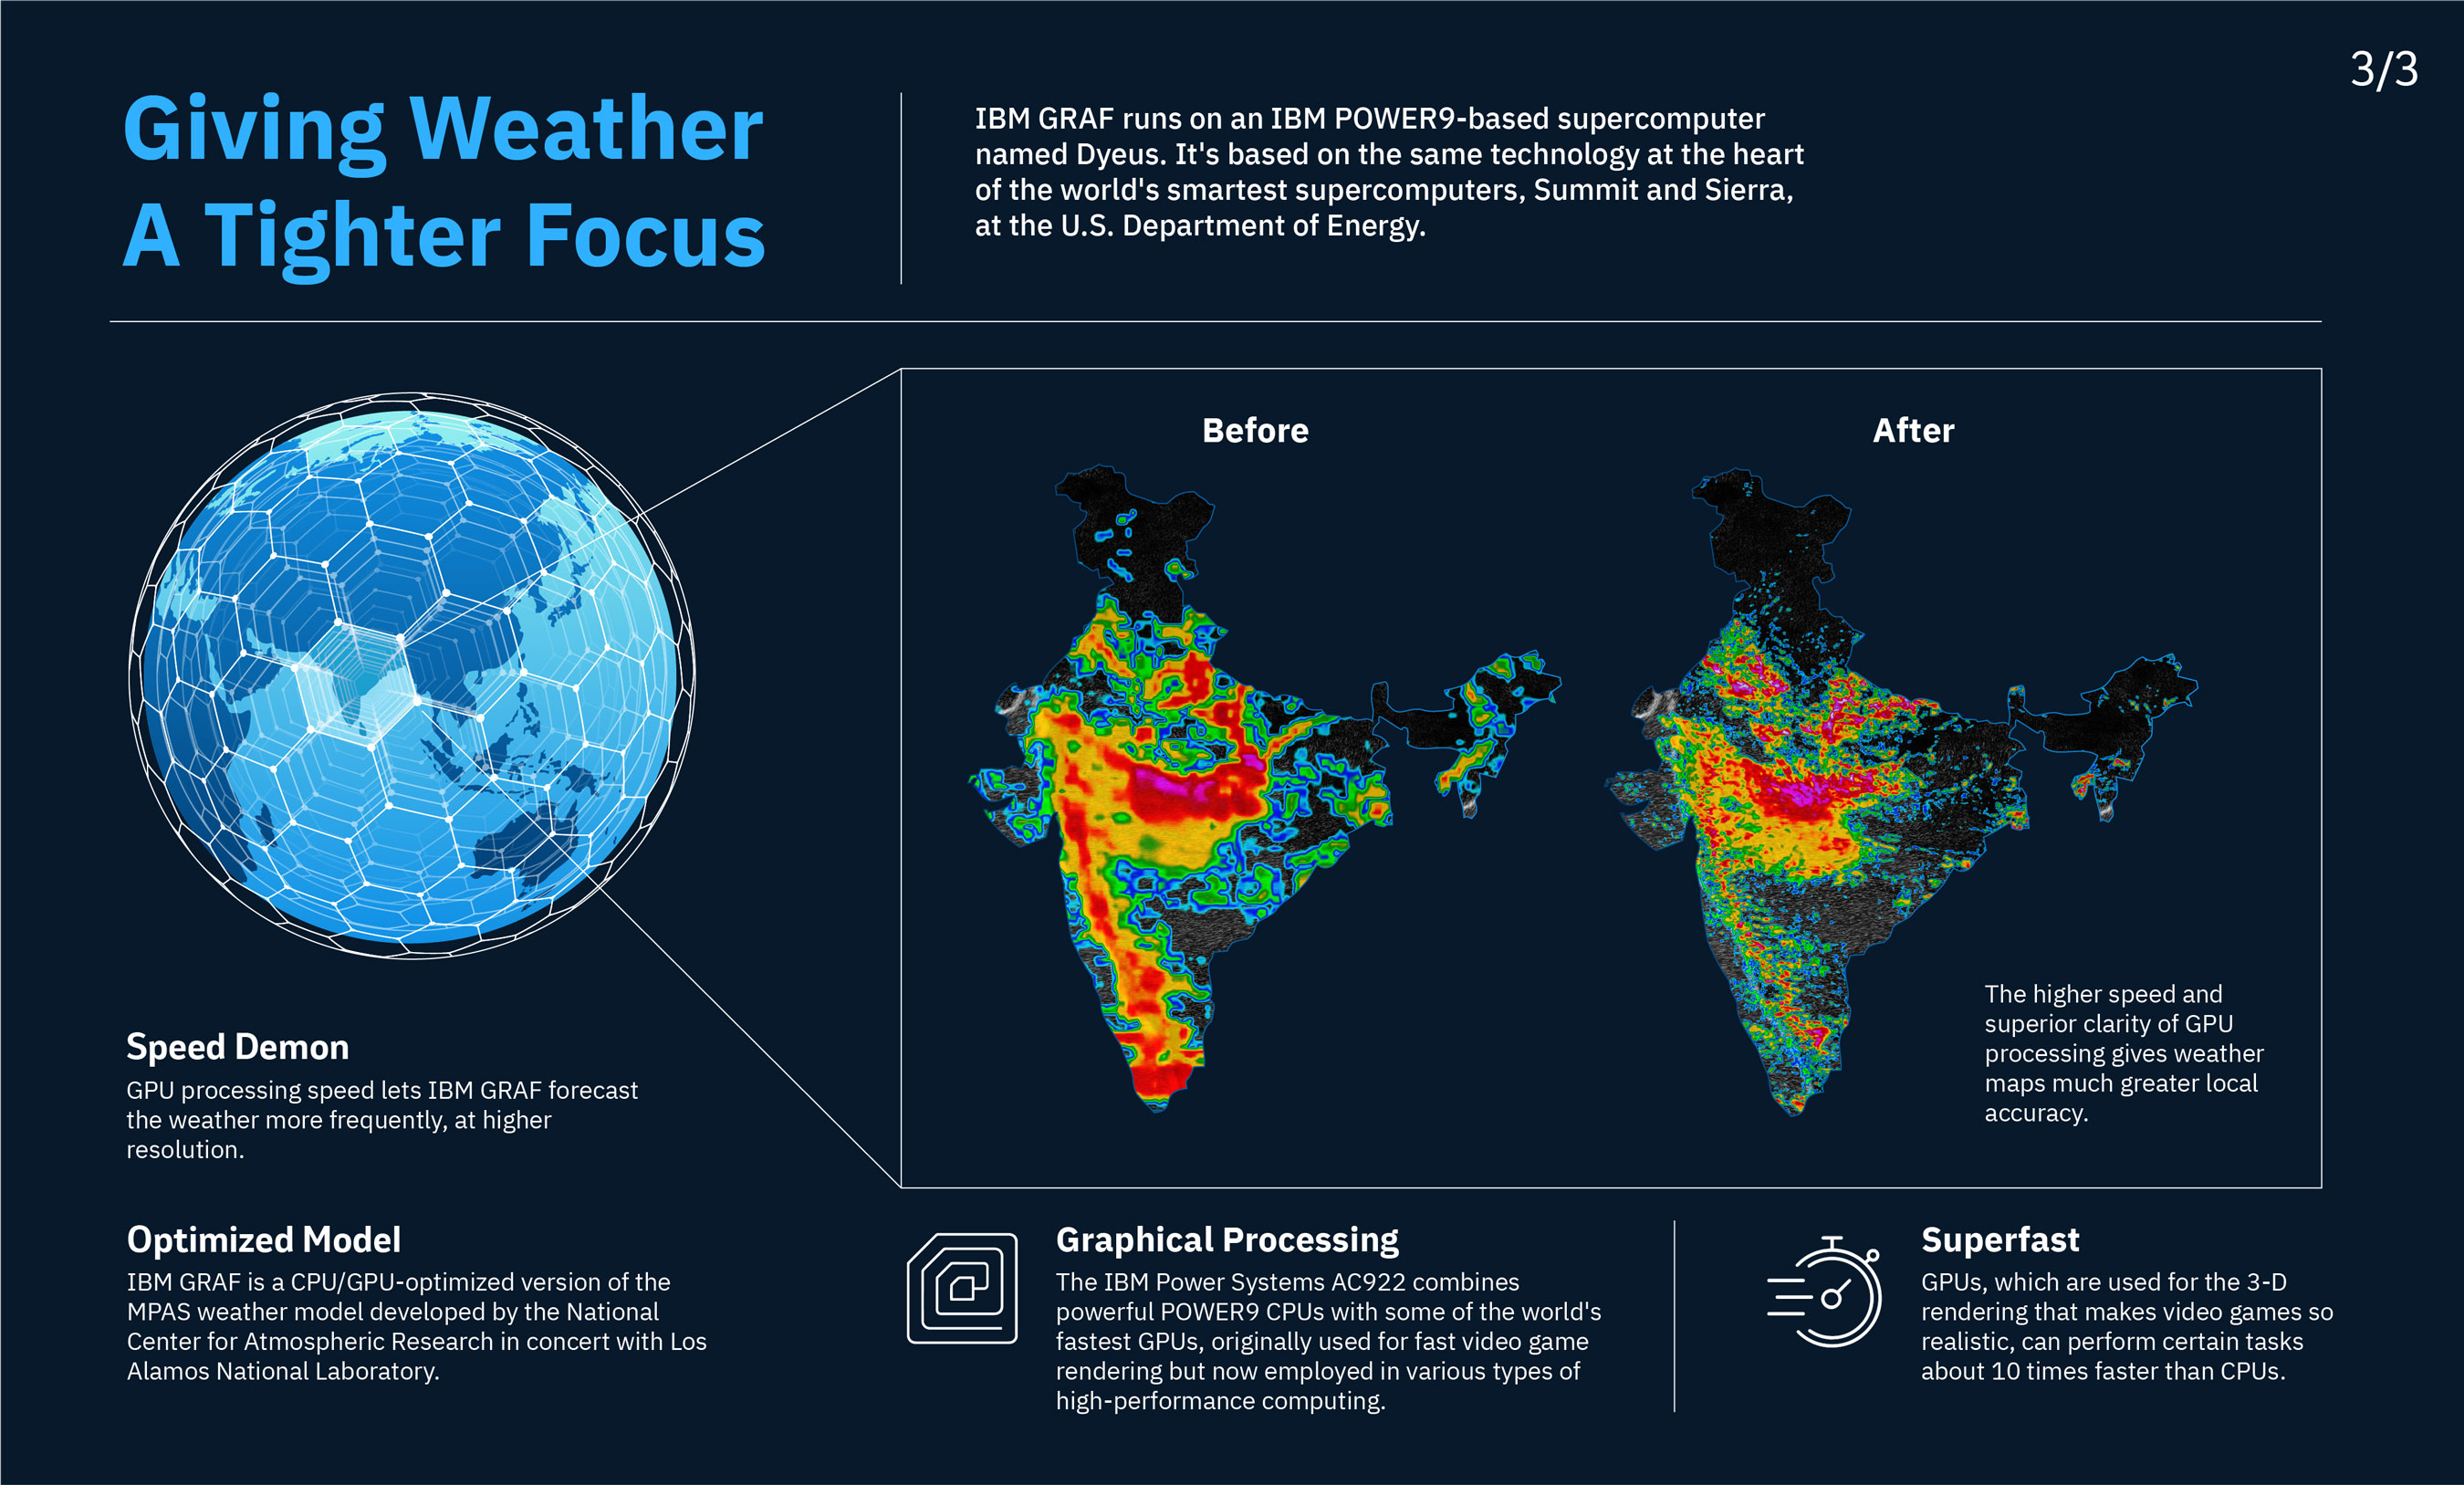 3/3
Giving Weather
A Tighter Focus
IBM GRAF runs on an IBM POWER9-based supercomputer
named Dyeus. It's based on the same technology at the heart
of the world's smartest supercomputers, Summit and Sierra,
at the U.S. Department of Energy.
Before
After
The higher speed and
superior clarity of GPU
processing gives weather
maps much greater local
accuracy.
Speed Demon
GPU processing speed lets IBM GRAF forecast
the weather more frequently, at higher
resolution.
Optimized Model
IBM GRAF is a CPU/GPU-optimized version of the
MPAS weather model developed by the National
Center for Atmospheric Research in concert with Los
Alamos National Laboratory.
Graphical Processing
The IBM Power Systems AC922 combines
powerful POWER9 CPUs with some of the world's
fastest GPUs, originally used for fast video game
rendering but now employed in various types of
high-performance computing.
Superfast
GPUs, which are used for the 3-D
rendering that makes video games so
realistic, can perform certain tasks
about 10 times faster than CPUs.